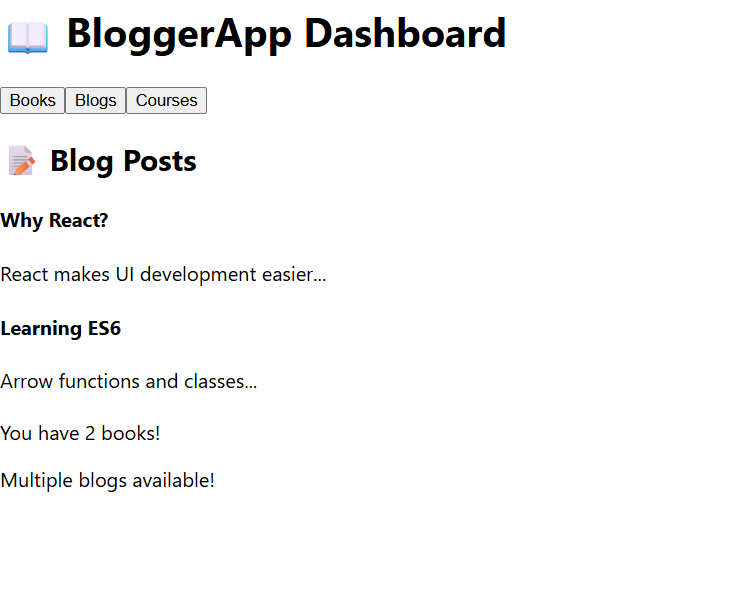 BloggerApp Dashboard
Books Blogs Courses
Blog Posts
Why React?
React makes UI development easier...
Learning ES6
Arrow functions and classes...
You have 2 books!
Multiple blogs available!